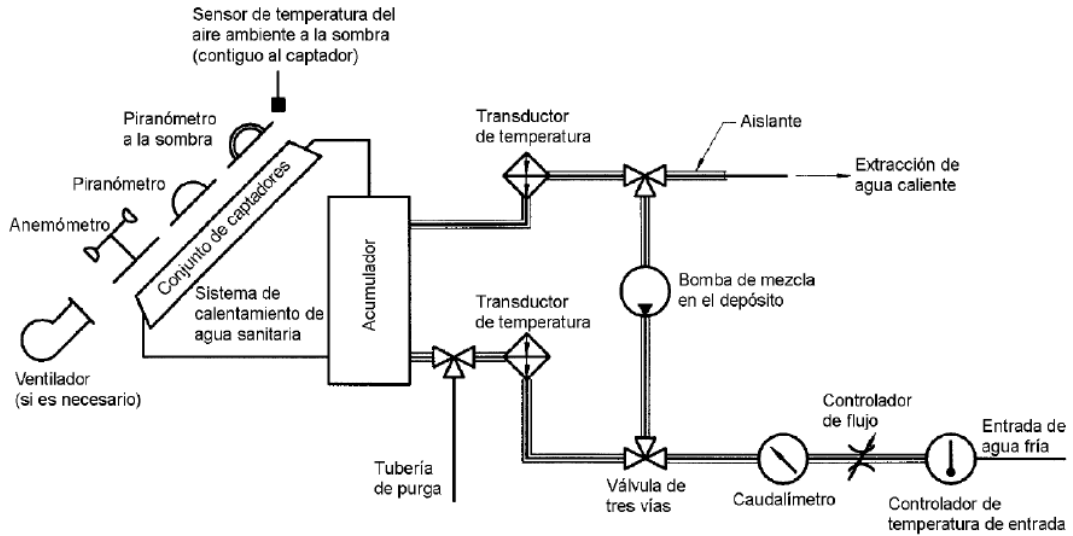 Sensor de temperatura del
aire ambiente a la sombra
(contiguo al captador)
Piranómetro
a la sombra
Piranómetro
Anemómetro
Conjunto de captadores
Ventilador
(si es necesario)
Sistema de
calentamiento de
agua sanitaria
Acumulador
Transductor
de temperatura
Aislante
Extracción de
agua caliente
Transductor
de temperatura
Bomba de mezcla
en el depósito
Tubería
de purga
Válvula de
tres vías
Caudalímetro
Controlador
de flujo
Entrada de
agua fría
Controlador de
temperatura de entrada